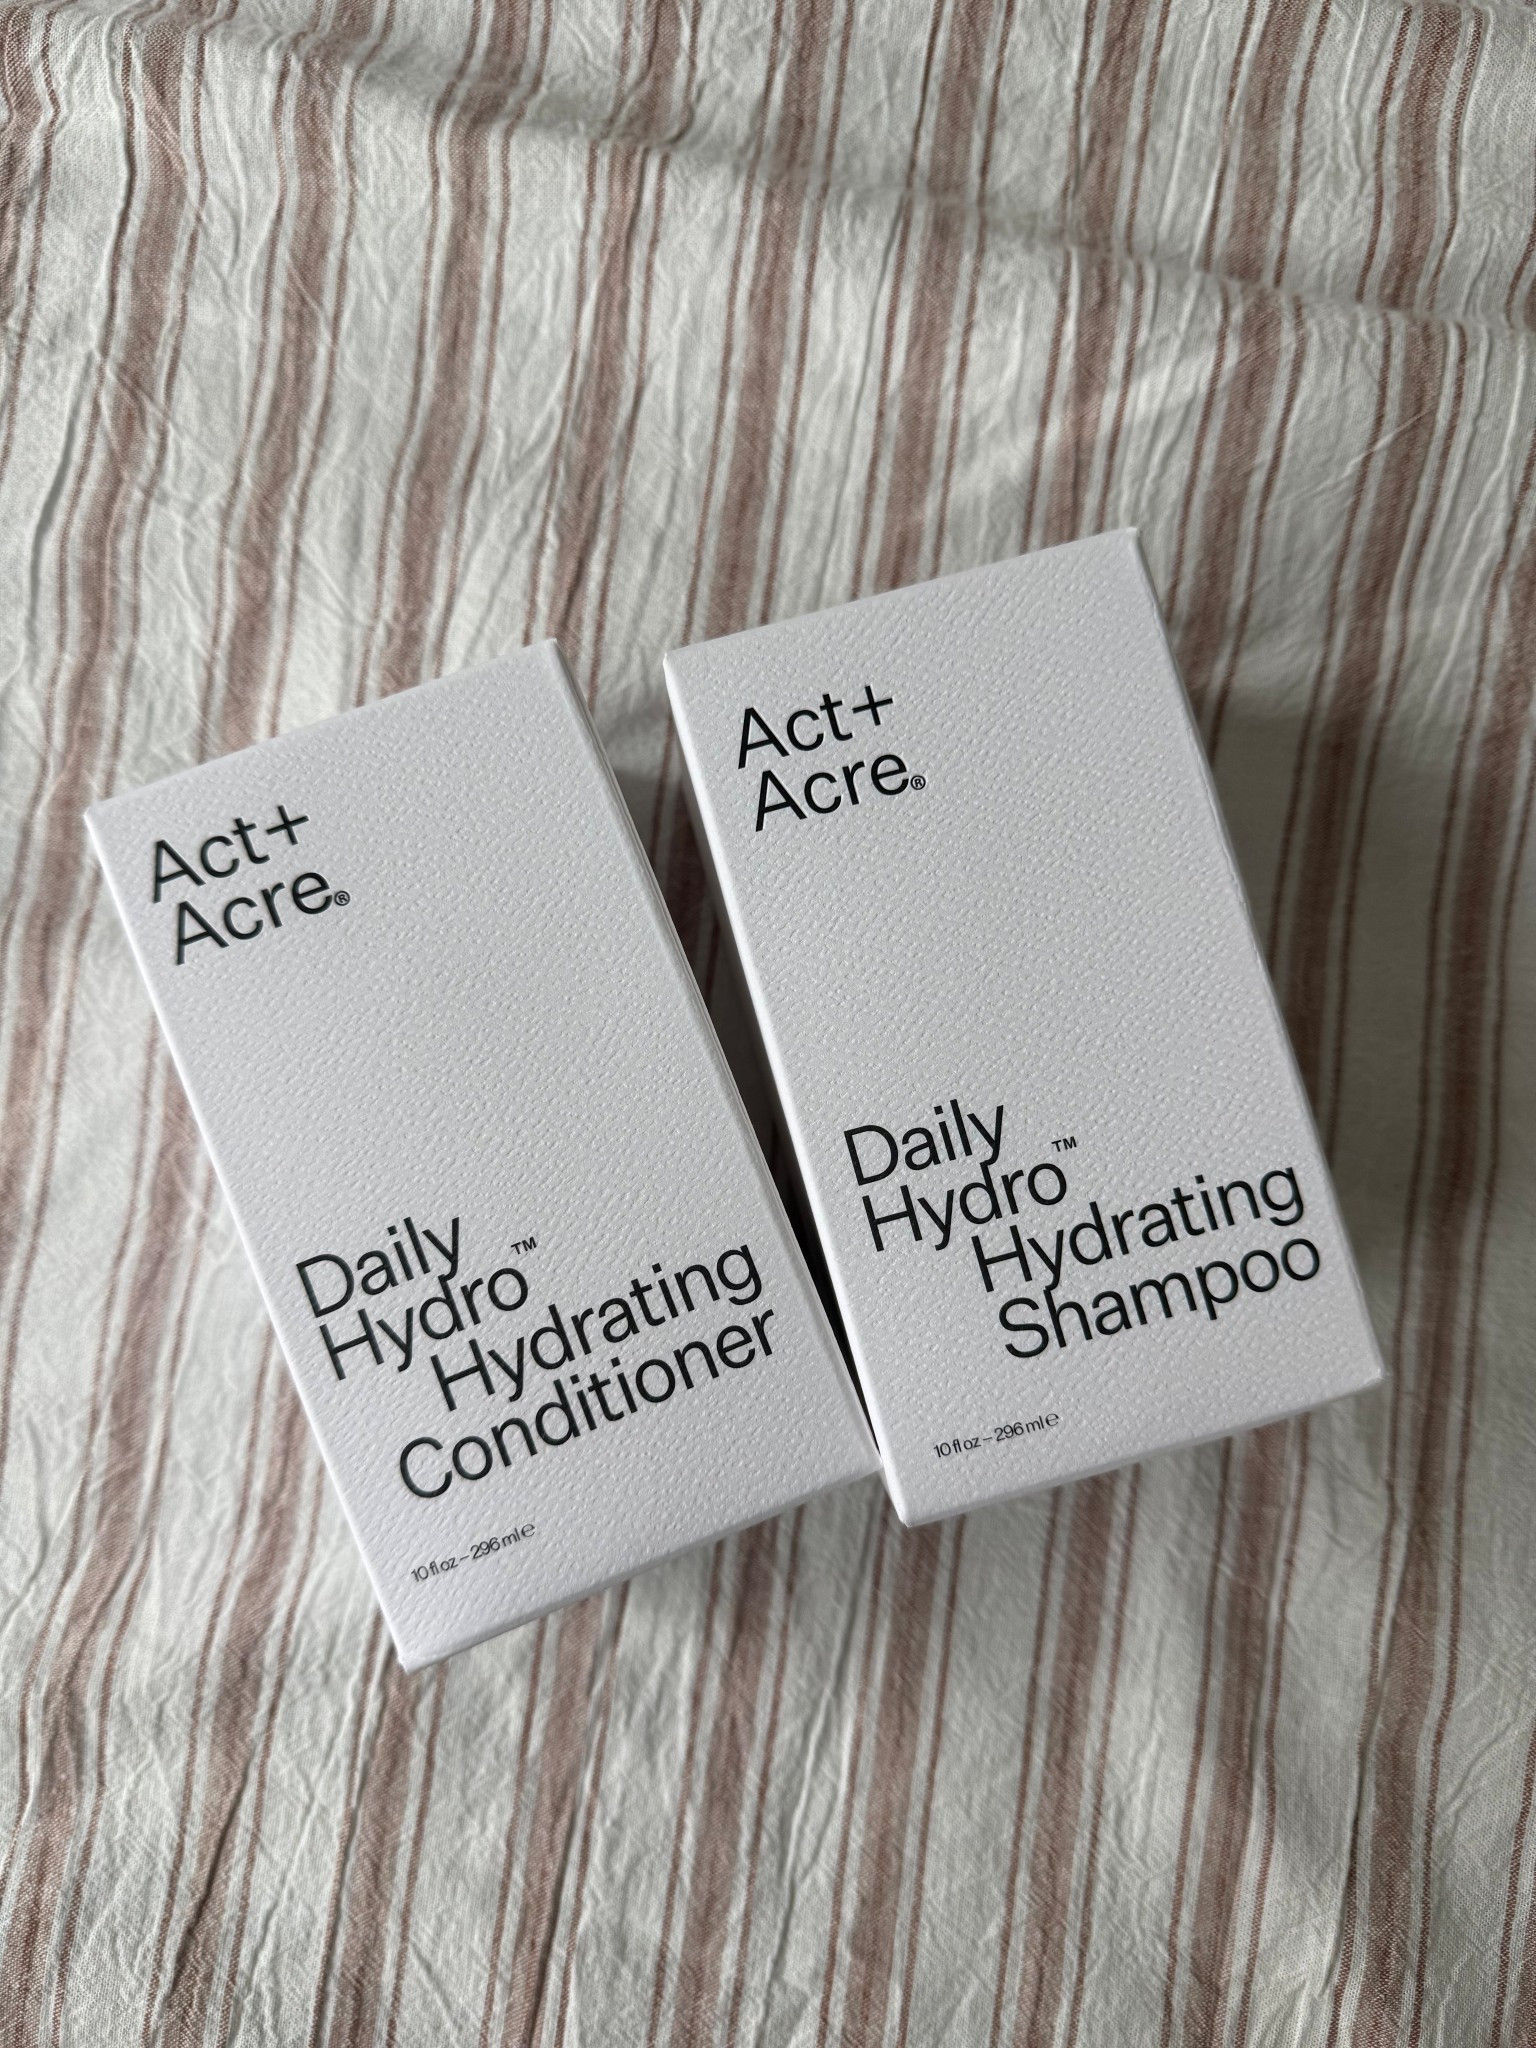 Act+
Acre®
Daily
Hydro™
Hydrating
Conditioner
10 fl oz – 296 ml ℮
Act+
Acre®
Daily
Hydro™
Hydrating
Shampoo
10 fl oz – 296 ml ℮